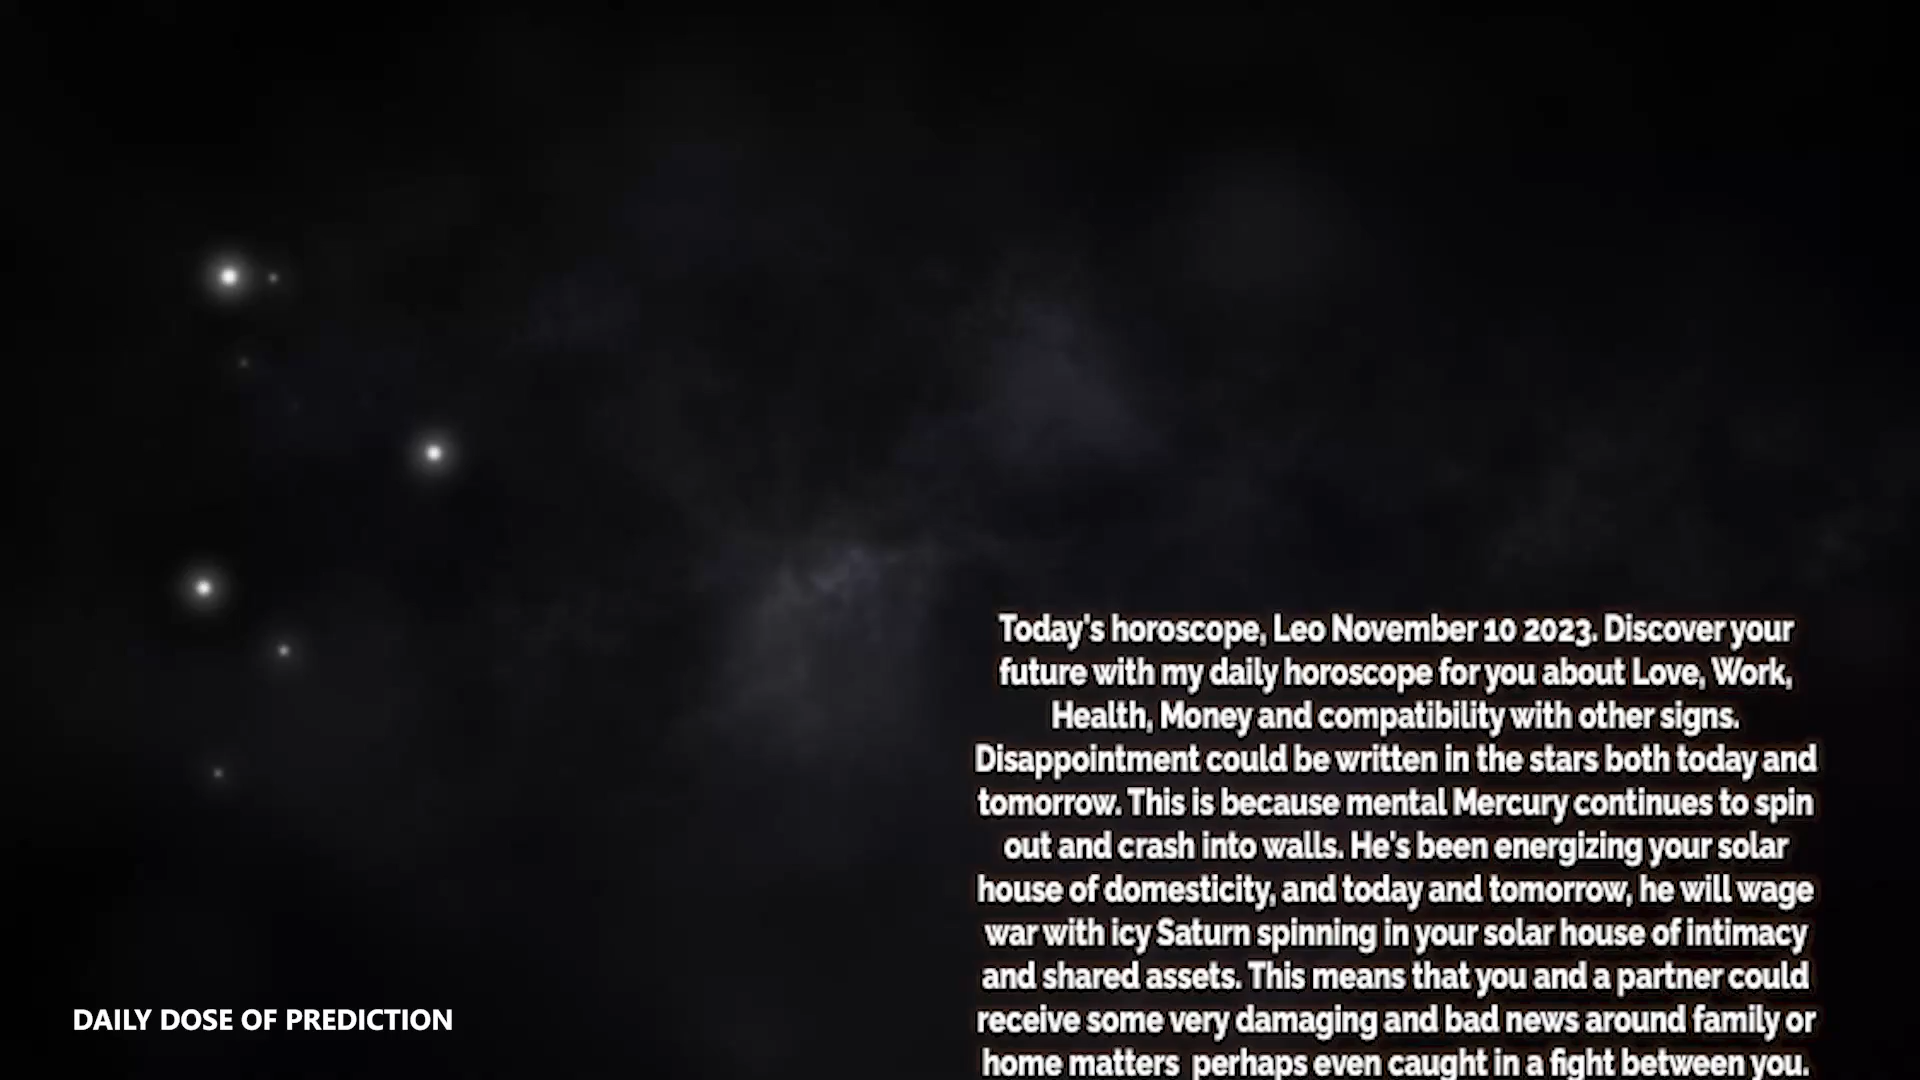 Today's horoscope, Leo November 10 2023. Discover your
future with my daily horoscope for you about Love, Work,
Health, Money and compatibility with other signs.
Disappointment could be written in the stars both today and
tomorrow. This is because mental Mercury continues to spin
out and crash into walls. He's been energizing your solar
house of domesticity, and today and tomorrow, he will wage
war with icy Saturn spinning in your solar house of intimacy
and shared assets. This means that you and a partner could
receive some very damaging and bad news around family or
home matters perhaps even caught in a fight between you.
DAILY DOSE OF PREDICTION